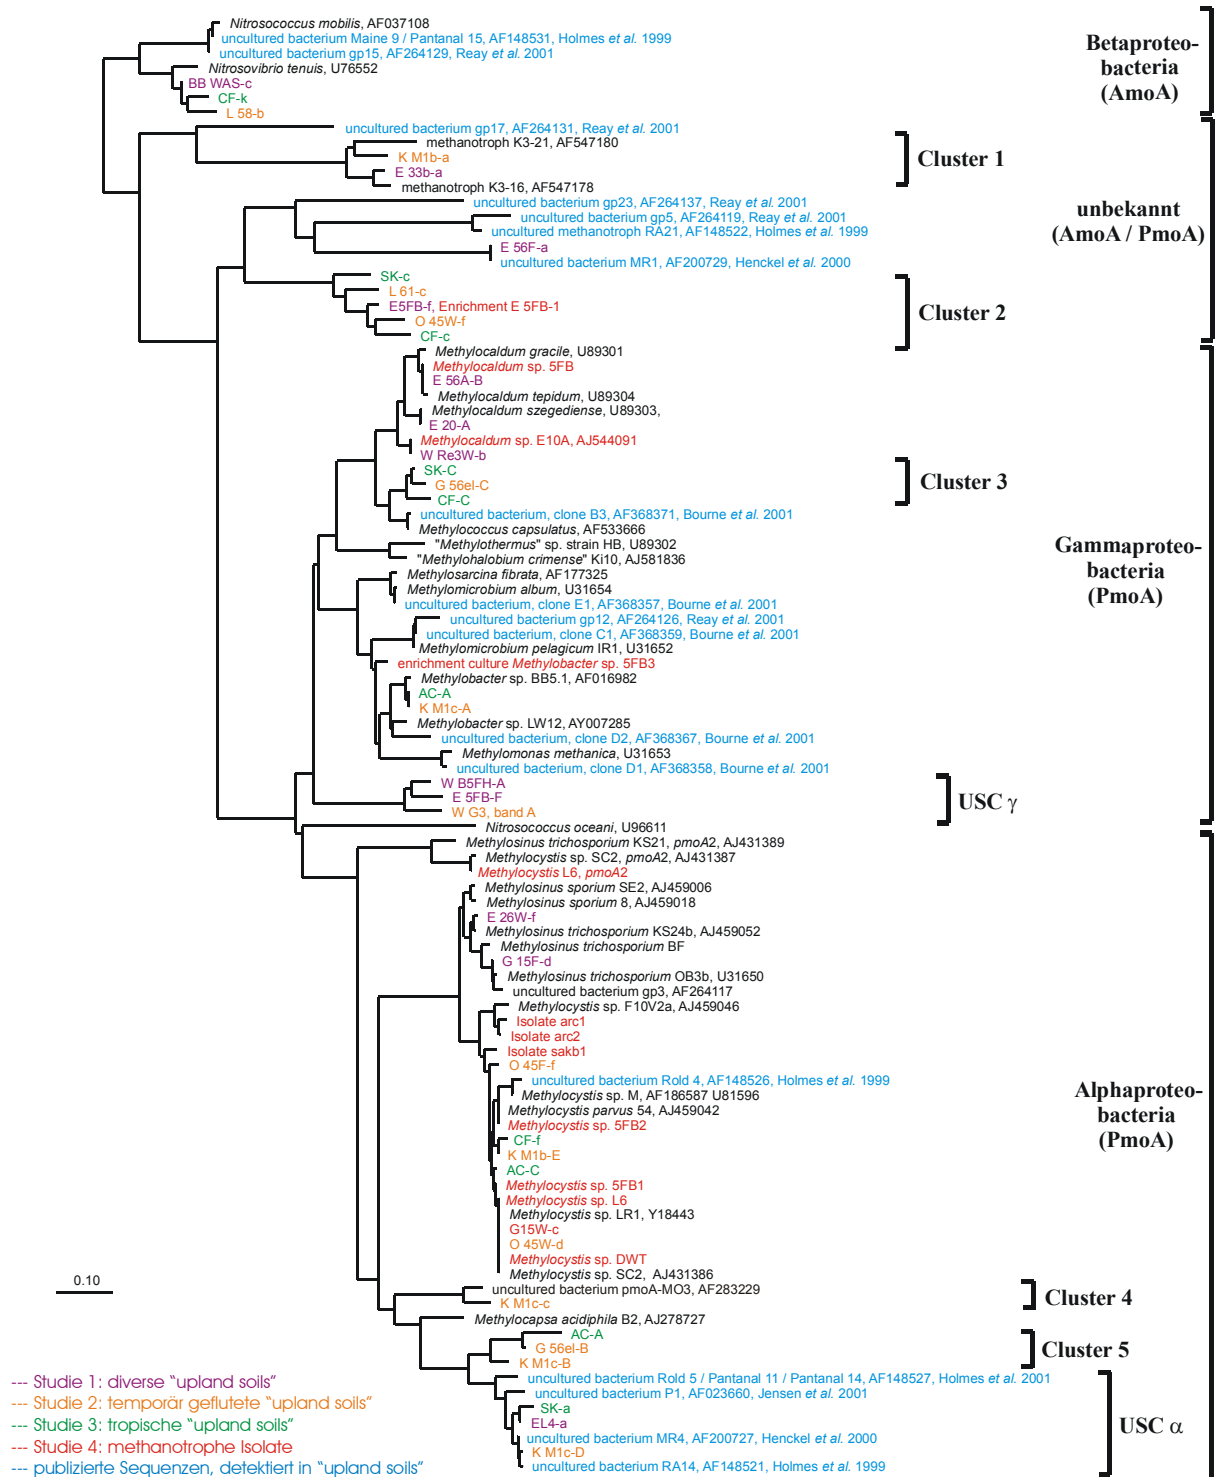 Nitrosococcus mobilis, AF037108
uncultured bacterium Maine 9 / Pantanal 15, AF148531, Holmes et al. 1999
uncultured bacterium gp15, AF264129, Reay et al. 2001
Nitrosovibrio tenuis, U76552
BB WAS-c
CF-k
L 58-b
Betaproteo-
bacteria
(AmoA)
uncultured bacterium gp17, AF264131, Reay et al. 2001
methanotroph K3-21, AF547180
K M1b-a
E 33b-a
methanotroph K3-16, AF547178
Cluster 1
uncultured bacterium gp23, AF264137, Reay et al. 2001
uncultured bacterium gp5, AF264119, Reay et al. 2001
uncultured methanotroph RA21, AF148522, Holmes et al. 1999
E 56F-a
uncultured bacterium MR1, AF200729, Henckel et al. 2000
unbekannt
(AmoA / PmoA)
SK-c
L 61-c
E5FB-f, Enrichment E 5FB-1
O 45W-f
CF-c
Cluster 2
Methylocaldum gracile, U89301
Methylocaldum sp. 5FB
E 56A-B
Methylocaldum tepidum, U89304
Methylocaldum szegediense, U89303,
E 20-A
Methylocaldum sp. E10A, AJ544091
W Re3W-b
SK-C
G 56el-C
CF-C
Cluster 3
uncultured bacterium, clone B3, AF368371, Bourne et al. 2001
Methylococcus capsulatus, AF533666
"Methylothermus" sp. strain HB, U89302
"Methylohalobium crimense" Ki10, AJ581836
Gammaproteo-
bacteria
(PmoA)
Methylosarcina fibrata, AF177325
Methylomicrobium album, U31654
uncultured bacterium, clone E1, AF368357, Bourne et al. 2001
uncultured bacterium gp12, AF264126, Reay et al. 2001
uncultured bacterium, clone C1, AF368359, Bourne et al. 2001
Methylomicrobium pelagicum IR1, U31652
enrichment culture Methylobacter sp. 5FB3
Methylobacter sp. BB5.1, AF016982
AC-A
K M1c-A
Methylobacter sp. LW12, AY007285
uncultured bacterium, clone D2, AF368367, Bourne et al. 2001
Methylomonas methanica, U31653
uncultured bacterium, clone D1, AF368358, Bourne et al. 2001
W B5FH-A
E 5FB-F
W G3, band A
USC γ
Nitrosococcus oceani, U96611
Methylosinus trichosporium KS21, pmoA2, AJ431389
Methylocystis sp. SC2, pmoA2, AJ431387
Methylocystis L6, pmoA2
Methylosinus sporium SE2, AJ459006
Methylosinus sporium 8, AJ459018
E 26W-f
Methylosinus trichosporium KS24b, AJ459052
Methylosinus trichosporium BF
G 15F-d
Methylosinus trichosporium OB3b, U31650
uncultured bacterium gp3, AF264117
Methylocystis sp. F10V2a, AJ459046
Isolate arc1
Isolate arc2
Isolate sakb1
O 45F-f
uncultured bacterium Rold 4, AF148526, Holmes et al. 1999
Methylocystis sp. M, AF186587 U81596
Methylocystis parvus 54, AJ459042
Methylocystis sp. 5FB2
CF-f
K M1b-E
AC-C
Methylocystis sp. 5FB1
Methylocystis sp. L6
Methylocystis sp. LR1, Y18443
G15W-c
O 45W-d
Methylocystis sp. DWT
Methylocystis sp. SC2, AJ431386
Alphaproteo-
bacteria
(PmoA)
0.10
uncultured bacterium pmoA-MO3, AF283229
K M1c-c
Cluster 4
Methylocapsa acidiphila B2, AJ278727
AC-A
G 56el-B
K M1c-B
Cluster 5
uncultured bacterium Rold 5 / Pantanal 11 / Pantanal 14, AF148527, Holmes et al. 2001
uncultured bacterium P1, AF023660, Jensen et al. 2001
SK-a
EL4-a
uncultured bacterium MR4, AF200727, Henckel et al. 2000
K M1c-D
uncultured bacterium RA14, AF148521, Holmes et al. 1999
USC α
--- Studie 1: diverse "upland soils"
--- Studie 2: temporär geflutete "upland soils"
--- Studie 3: tropische "upland soils"
--- Studie 4: methanotrophe Isolate
--- publizierte Sequenzen, detektiert in "upland soils"